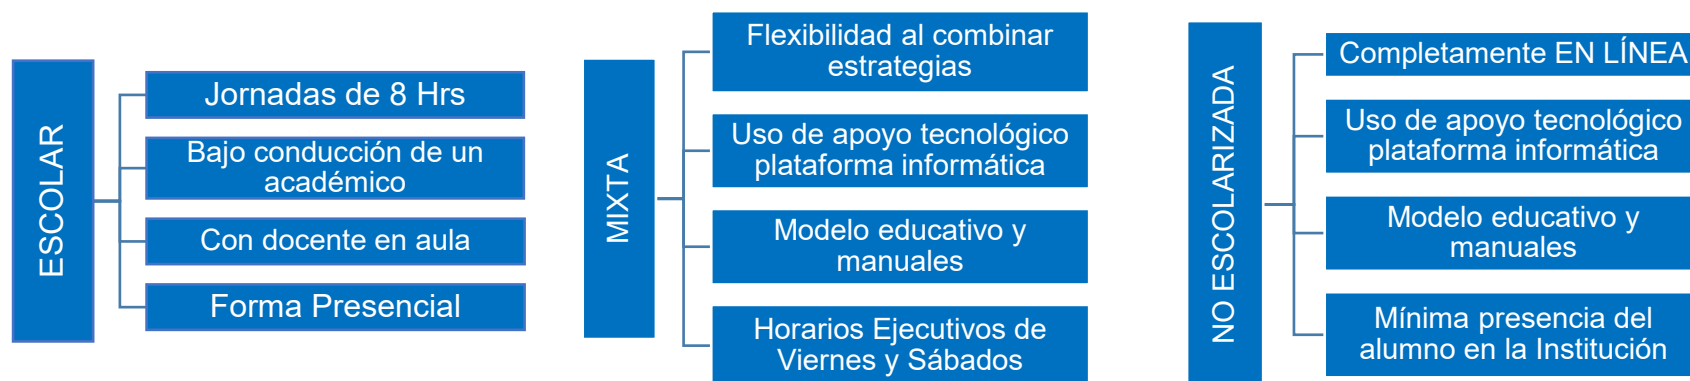 ESCOLAR
Jornadas de 8 Hrs
Bajo conducción de un
académico
Con docente en aula
Forma Presencial
MIXTA
Flexibilidad al combinar
estrategias
Uso de apoyo tecnológico
plataforma informática
Modelo educativo y
manuales
Horarios Ejecutivos de
Viernes y Sábados
NO ESCOLARIZADA
Completamente EN LÍNEA
Uso de apoyo tecnológico
plataforma informática
Modelo educativo y
manuales
Mínima presencia del
alumno en la Institución